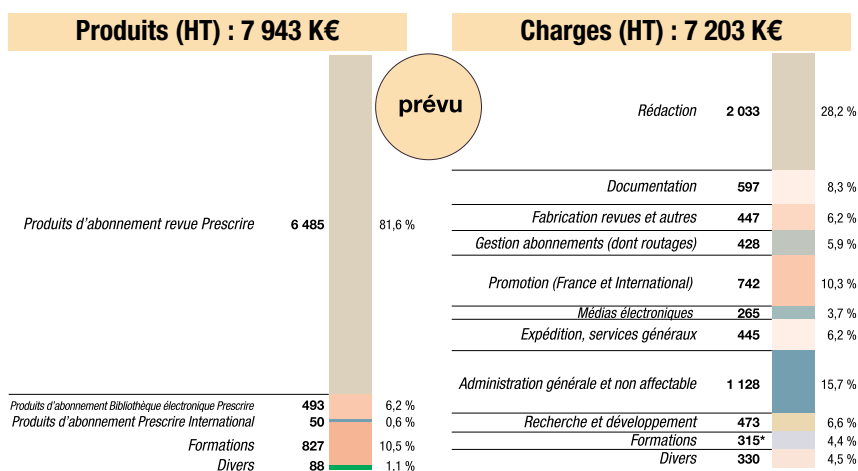 Produits (HT) : 7 943 K€
Produits d'abonnement revue Prescrire 6 485 81,6 %
Produits d'abonnement Bibliothèque électronique Prescrire 493 6,2 %
Produits d'abonnement Prescrire International 50 0,6 %
Formations 827 10,5 %
Divers 88 1,1 %
prévu
Charges (HT) : 7 203 K€
Rédaction 2 033 28,2 %
Documentation 597 8,3 %
Fabrication revues et autres 447 6,2 %
Gestion abonnements (dont routages) 428 5,9 %
Promotion (France et International) 742 10,3 %
Médias électroniques 265 3,7 %
Expédition, services généraux 445 6,2 %
Administration générale et non affectable 1 128 15,7 %
Recherche et développement 473 6,6 %
Formations 315* 4,4 %
Divers 330 4,5 %